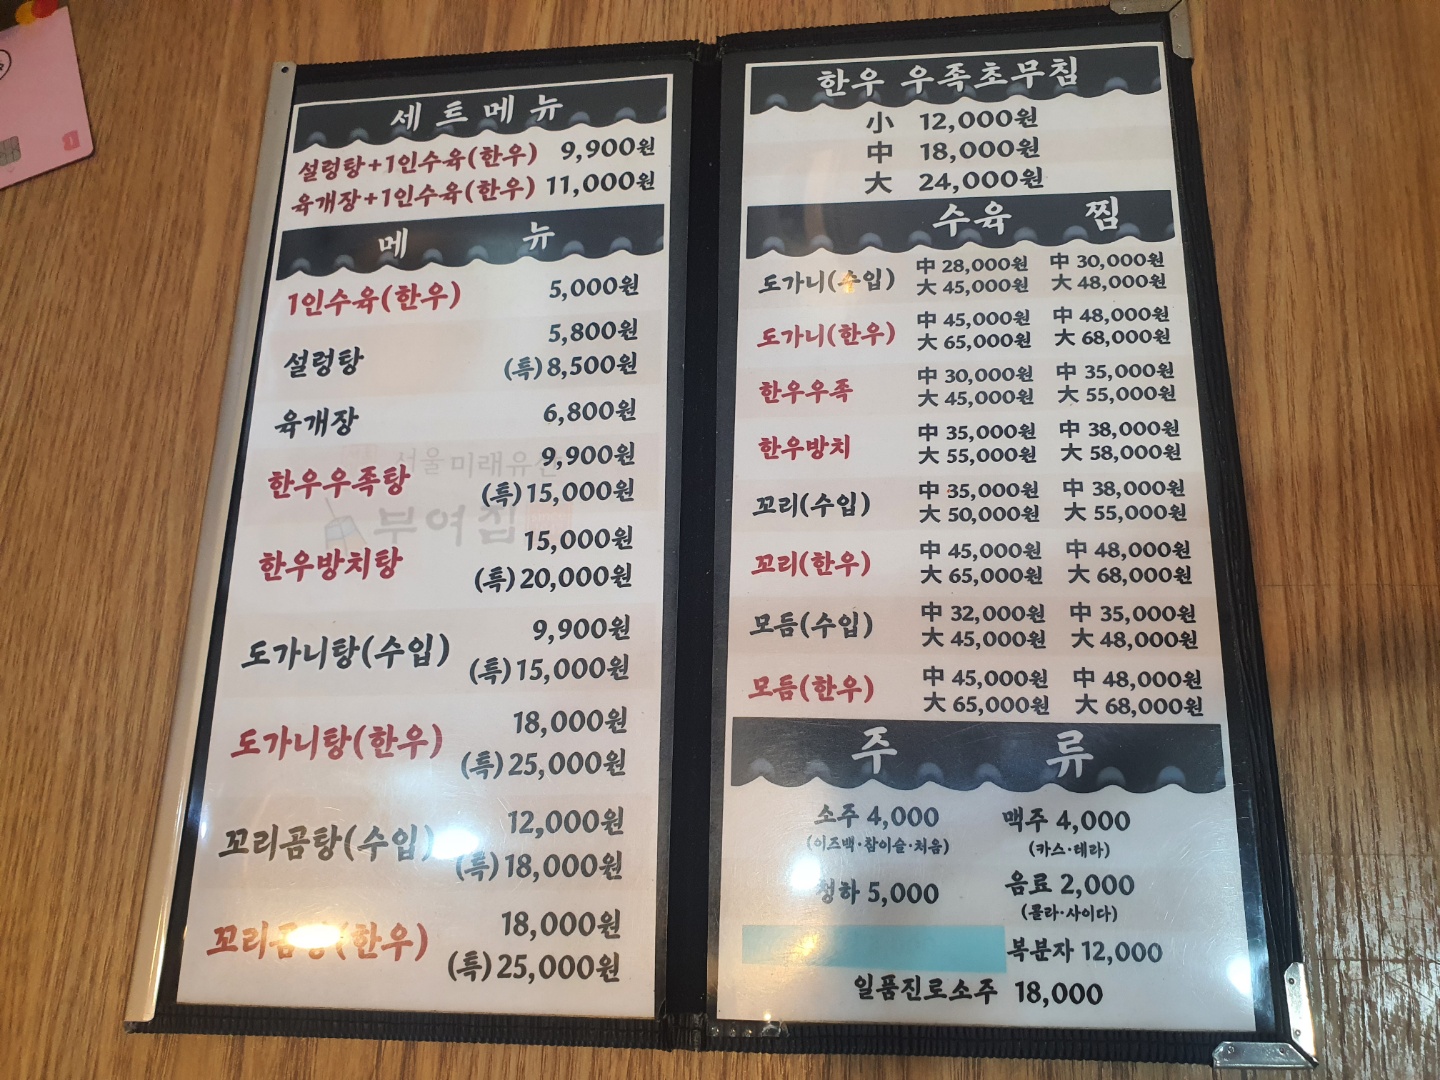 세트메뉴
설렁탕+1인수육(한우) 9,900원
육개장+1인수육(한우) 11,000원
메 뉴
1인수육(한우) 5,000원
설렁탕 5,800원
(특)8,500원
육개장 6,800원
서울미래유산
부여집
한우우족탕 9,900원
(특)15,000원
한우방치탕 15,000원
(특)20,000원
도가니탕(수입) 9,900원
(특)15,000원
도가니탕(한우) 18,000원
(특)25,000원
꼬리곰탕(수입) 12,000원
(특)18,000원
꼬리곰탕(한우) 18,000원
(특)25,000원
한우 우족초무침
小 12,000원
中 18,000원
大 24,000원
수육 찜
도가니(수입) 中 28,000원 中 30,000원
大 45,000원 大 48,000원
도가니(한우) 中 45,000원 中 48,000원
大 65,000원 大 68,000원
한우우족 中 30,000원 中 35,000원
大 45,000원 大 55,000원
한우방치 中 35,000원 中 38,000원
大 55,000원 大 58,000원
꼬리(수입) 中 35,000원 中 38,000원
大 50,000원 大 55,000원
꼬리(한우) 中 45,000원 中 48,000원
大 65,000원 大 68,000원
모듬(수입) 中 32,000원 中 35,000원
大 45,000원 大 48,000원
모듬(한우) 中 45,000원 中 48,000원
大 65,000원 大 68,000원
주 류
소주 4,000 맥주 4,000
(이즈백·참이슬·처음) (카스·테라)
청하 5,000 음료 2,000
(콜라·사이다)
복분자 12,000
일품진로소주 18,000